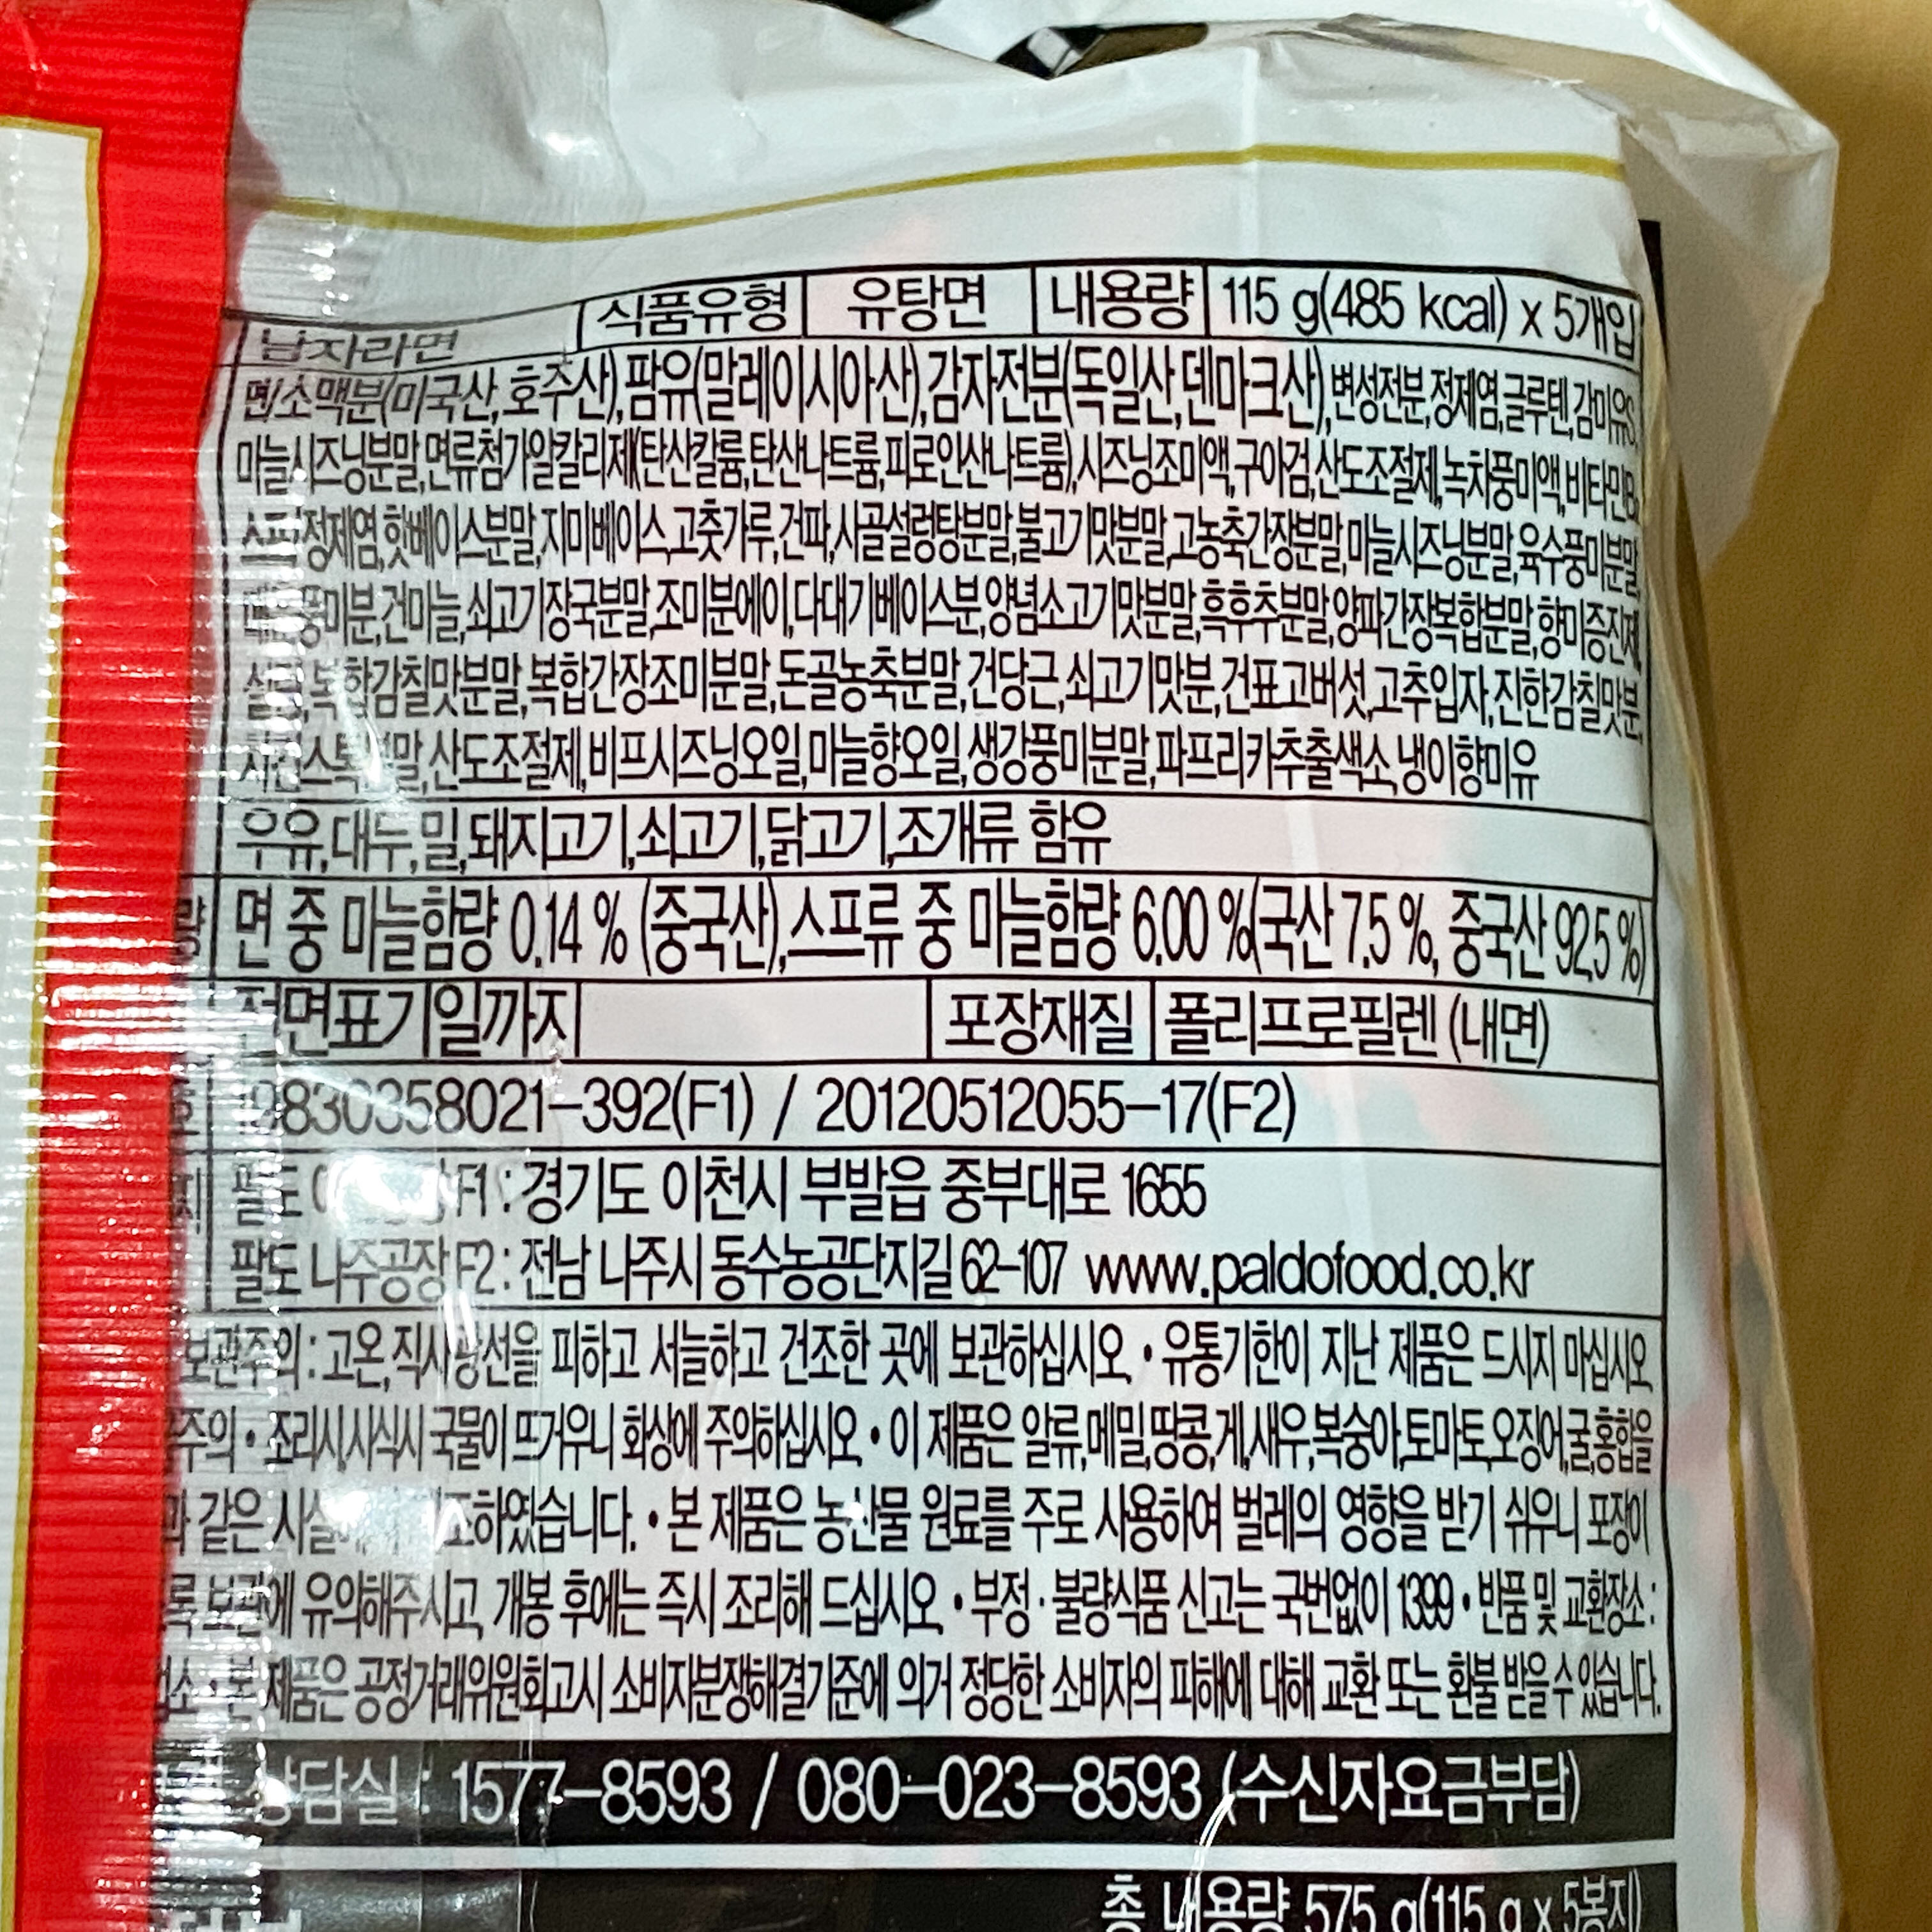 남자라면 식품유형 유탕면 내용량 115 g(485 kcal) x 5개입
면/소맥분(미국산,호주산),팜유(말레이시아산),감자전분(독일산,덴마크산),변성전분,정제염,글루텐,감미유S,
마늘시즈닝분말,면류첨가알칼리제(탄산칼륨,탄산나트륨,피로인산나트륨),시즈닝조미액,구아검,산도조절제,녹차풍미액,비타민B₂
스프/정제염,핫베이스분말,지미베이스,고춧가루,건파,사골설렁탕분말,불고기맛분말,고농축간장분말,마늘시즈닝분말,육수풍미분말,
풍미분,건마늘,쇠고기장국분말,조미분에이,다대기베이스분,양념소고기맛분말,흑후추분말,양파간장복합분말,향미증진제,
복합감칠맛분말,복합간장조미분말,돈골농축분말,건당근,쇠고기맛분,건표고버섯,고추입자,진한감칠맛분,
산도조절제,비프시즈닝오일,마늘향오일,생강풍미분말,파프리카추출색소,냉이향미유
우유,대두,밀,돼지고기,쇠고기,닭고기,조개류 함유
량 면 중 마늘함량 0.14 % (중국산),스프류 중 마늘함량 6.00 %(국산 7.5 %, 중국산 92.5 %)
전면표기일까지 포장재질 폴리프로필렌 (내면)
호 19830358021-392(F1) / 20120512055-17(F2)
지 팔도 F1 : 경기도 이천시 부발읍 중부대로 1655
팔도 나주공장 F2 : 전남 나주시 동수농공단지길 62-107 www.paldofood.co.kr
보관주의 : 고온,직사광선을 피하고 서늘하고 건조한 곳에 보관하십시오. • 유통기한이 지난 제품은 드시지 마십시오.
주의 • 조리시,시식시 국물이 뜨거우니 화상에 주의하십시오. • 이 제품은 알류,메밀,땅콩,게,새우,복숭아,토마토,오징어,굴,홍합을
과 같은 조하였습니다. • 본 제품은 농산물 원료를 주로 사용하여 벌레의 영향을 받기 쉬우니 포장이
록 보관에 유의해주시고, 개봉 후에는 즉시 조리해 드십시오. • 부정 · 불량식품 신고는 국번없이 1399 • 반품 및 교환장소 :
본 제품은 공정거래위원회고시 소비자분쟁해결기준에 의거 정당한 소비자의 피해에 대해 교환 또는 환불 받을 수 있습니다.
상담실 : 1577-8593 / 080-023-8593 (수신자요금부담)
총 내용량 575 g(115 g x 5봉지)